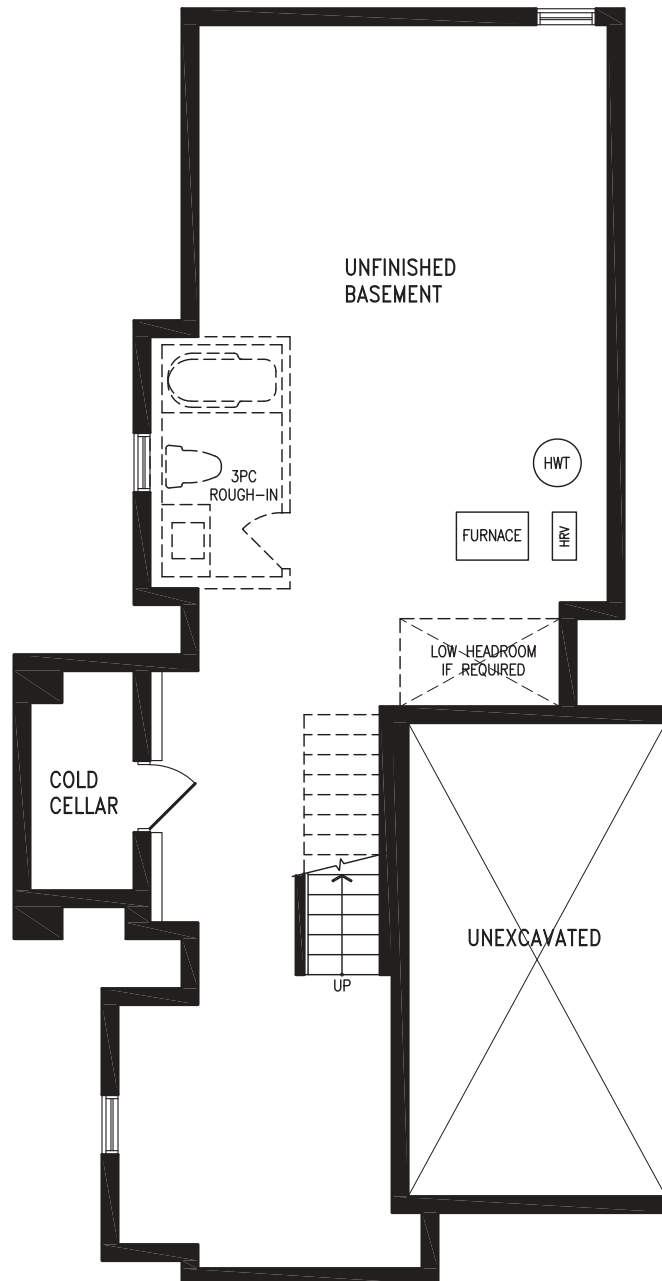 UNFINISHED
BASEMENT
HWT
3PC
ROUGH-IN
FURNACE
HRV
LOW HEADROOM
IF REQUIRED
COLD
CELLAR
UNEXCAVATED
UP